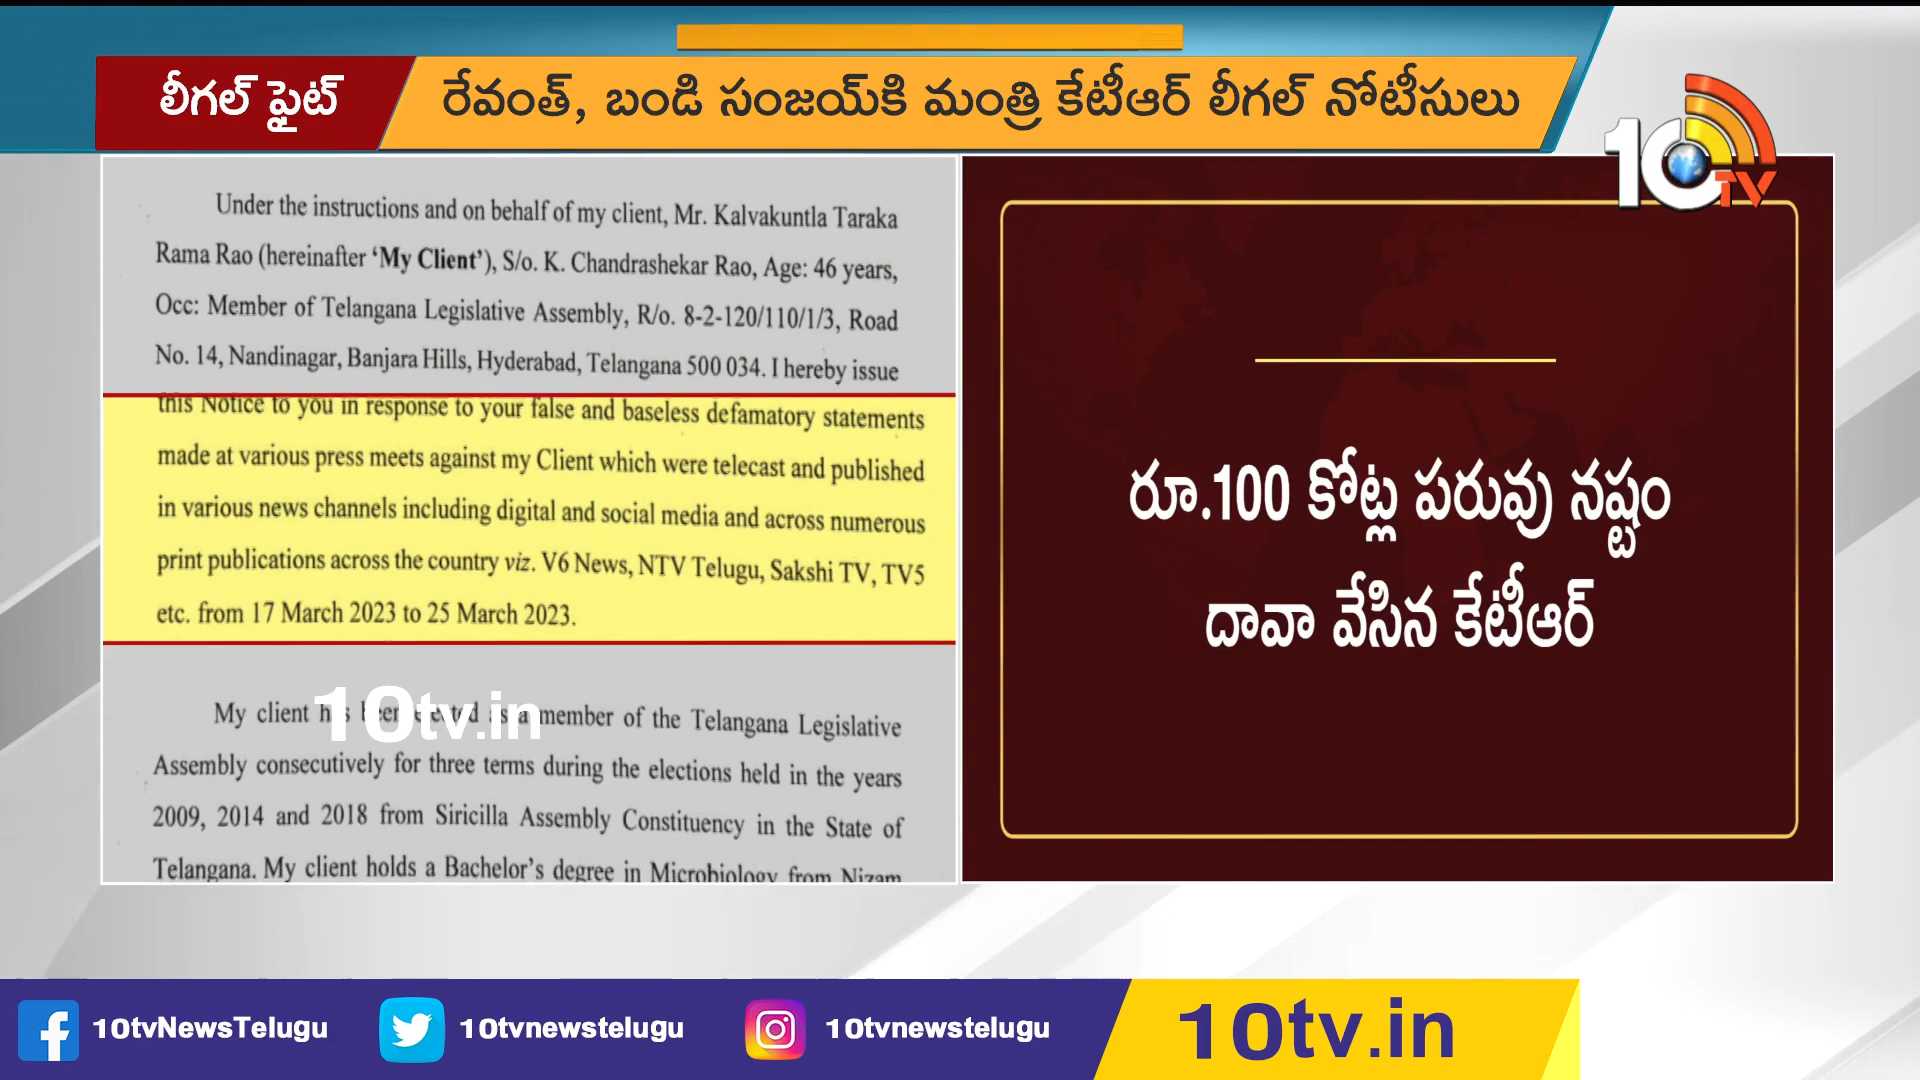 లీగల్ ఫైట్
రేవంత్, బండి సంజయ్‌కి మంత్రి కేటీఆర్ లీగల్ నోటీసులు
10TV
Under the instructions and on behalf of my client, Mr. Kalvakuntla Taraka
Rama Rao (hereinafter ‘My Client’), S/o. K. Chandrashekar Rao, Age: 46 years,
Occ: Member of Telangana Legislative Assembly, R/o. 8-2-120/110/1/3, Road
No. 14, Nandinagar, Banjara Hills, Hyderabad, Telangana 500 034. I hereby issue
this Notice to you in response to your false and baseless defamatory statements
made at various press meets against my Client which were telecast and published
in various news channels including digital and social media and across numerous
print publications across the country viz. V6 News, NTV Telugu, Sakshi TV, TV5
etc. from 17 March 2023 to 25 March 2023.
My client has been elected as a member of the Telangana Legislative
Assembly consecutively for three terms during the elections held in the years
2009, 2014 and 2018 from Siricilla Assembly Constituency in the State of
Telangana. My client holds a Bachelor’s degree in Microbiology from Nizam
10tv.in
రూ.100 కోట్ల పరువు నష్టం
దావా వేసిన కేటీఆర్
10tvNewsTelugu
10tvnewstelugu
10tvnewstelugu
10tv.in